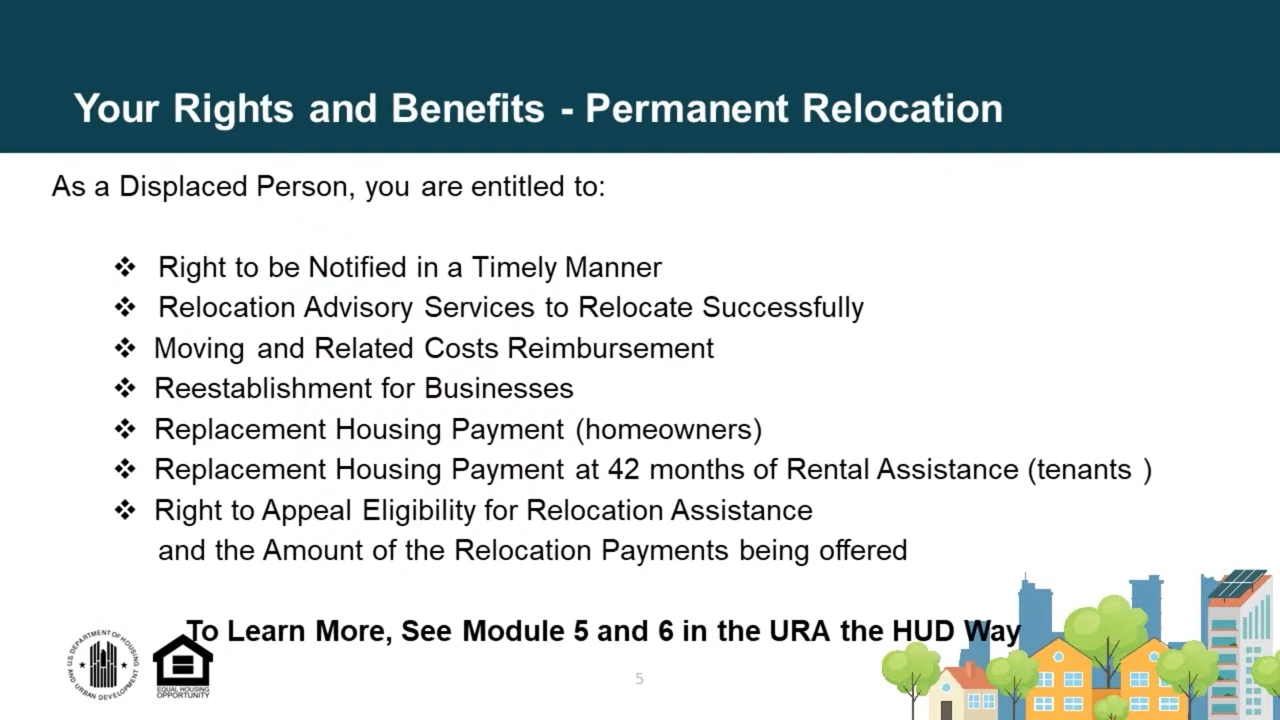 Your Rights and Benefits - Permanent Relocation
As a Displaced Person, you are entitled to:
❖ Right to be Notified in a Timely Manner
❖ Relocation Advisory Services to Relocate Successfully
❖ Moving and Related Costs Reimbursement
❖ Reestablishment for Businesses
❖ Replacement Housing Payment (homeowners)
❖ Replacement Housing Payment at 42 months of Rental Assistance (tenants )
❖ Right to Appeal Eligibility for Relocation Assistance
and the Amount of the Relocation Payments being offered
To Learn More, See Module 5 and 6 in the URA the HUD Way
U.S. DEPARTMENT OF HOUSING
AND URBAN DEVELOPMENT
EQUAL HOUSING
OPPORTUNITY
5